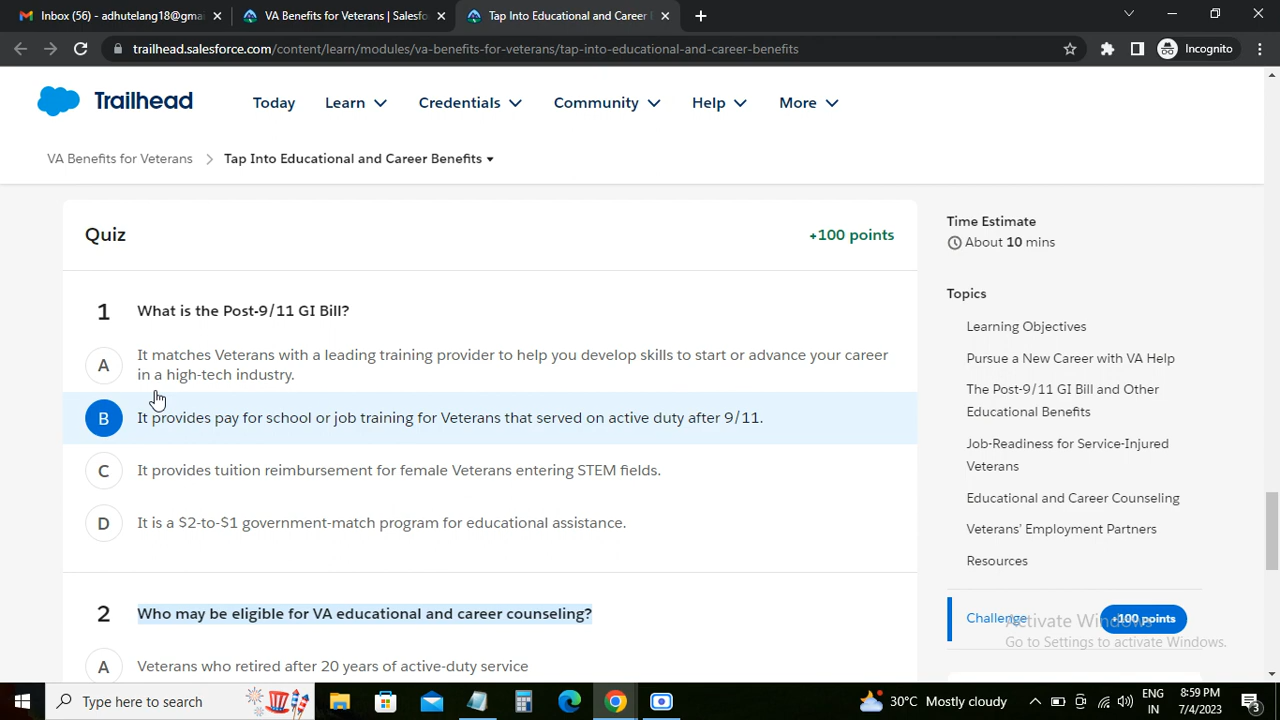 Inbox (56) - adhutelang18@gma
VA Benefits for Veterans | Salesfo
Tap Into Educational and Career
trailhead.salesforce.com/content/learn/modules/va-benefits-for-veterans/tap-into-educational-and-career-benefits
Incognito
Trailhead
Today
Learn
Credentials
Community
Help
More
VA Benefits for Veterans
Tap Into Educational and Career Benefits
Quiz
+100 points
1
What is the Post-9/11 GI Bill?
A
It matches Veterans with a leading training provider to help you develop skills to start or advance your career
in a high-tech industry.
B
It provides pay for school or job training for Veterans that served on active duty after 9/11.
C
It provides tuition reimbursement for female Veterans entering STEM fields.
D
It is a $2-to-$1 government-match program for educational assistance.
2
Who may be eligible for VA educational and career counseling?
A
Veterans who retired after 20 years of active-duty service
Time Estimate
About 10 mins
Topics
Learning Objectives
Pursue a New Career with VA Help
The Post-9/11 GI Bill and Other
Educational Benefits
Job-Readiness for Service-Injured
Veterans
Educational and Career Counseling
Veterans' Employment Partners
Resources
Challenge
+100 points
Activate Windows
Go to Settings to activate Windows.
Type here to search
30°C Mostly cloudy
ENG
IN
8:59 PM
7/4/2023
3